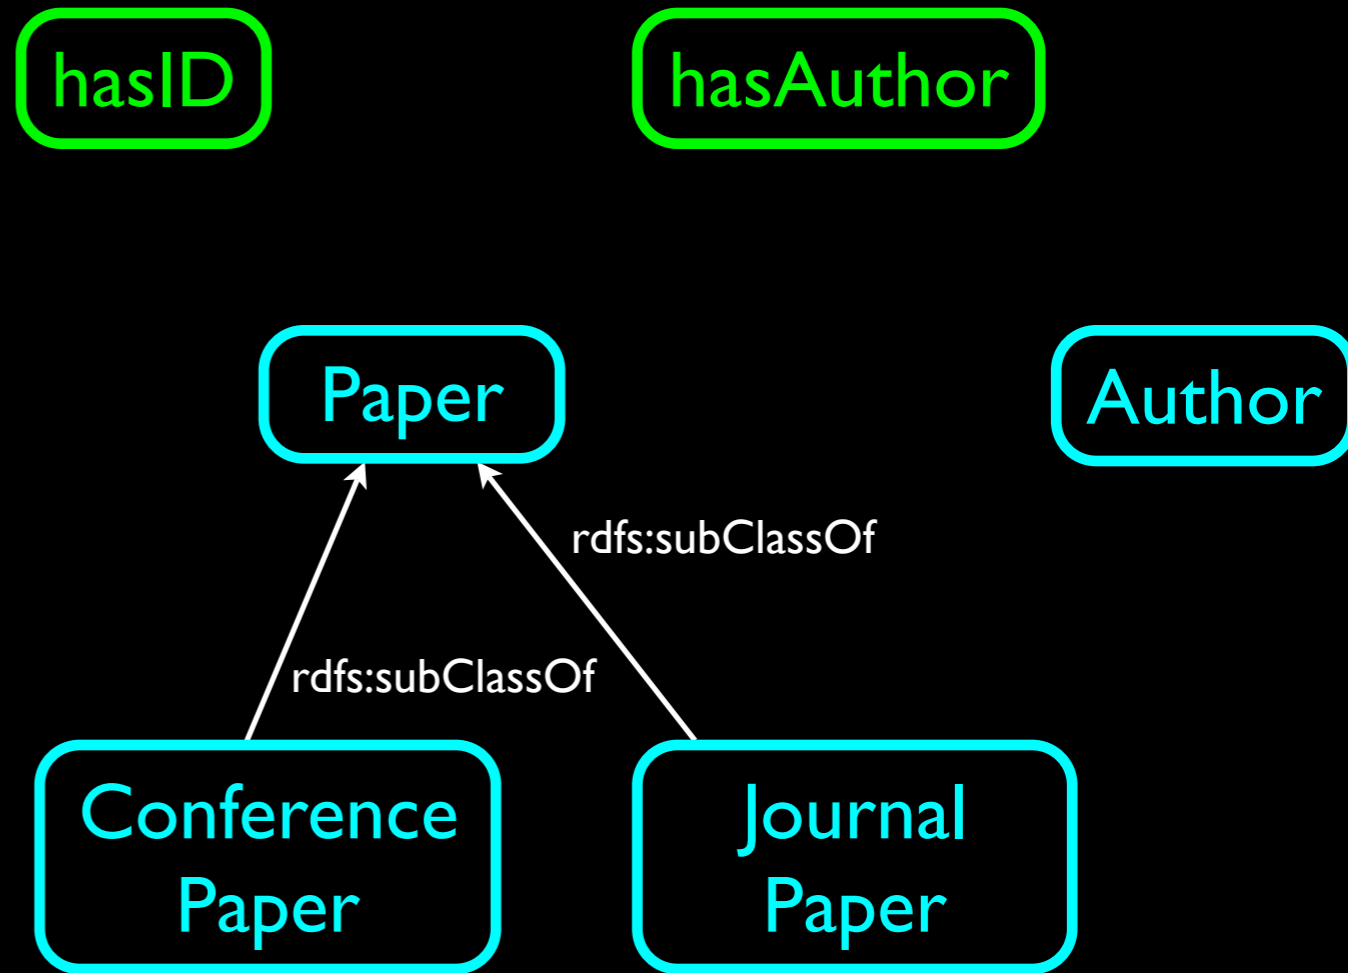 hasID
hasAuthor
Paper
Author
rdfs:subClassOf
rdfs:subClassOf
Conference
Paper
Journal
Paper